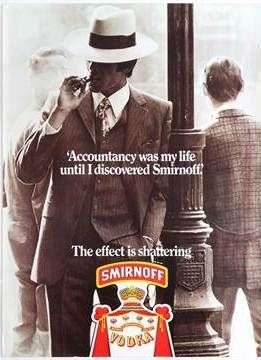 ‘Accountancy was my life
until I discovered Smirnoff.’
The effect is shattering
SMIRNOFF
VODKA